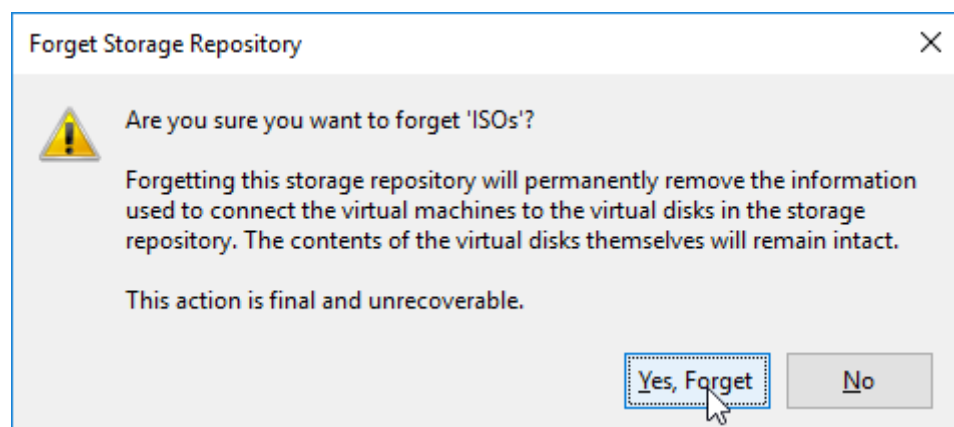 Forget Storage Repository
Are you sure you want to forget 'ISOs'?
Forgetting this storage repository will permanently remove the information
used to connect the virtual machines to the virtual disks in the storage
repository. The contents of the virtual disks themselves will remain intact.
This action is final and unrecoverable.
Yes, Forget
No